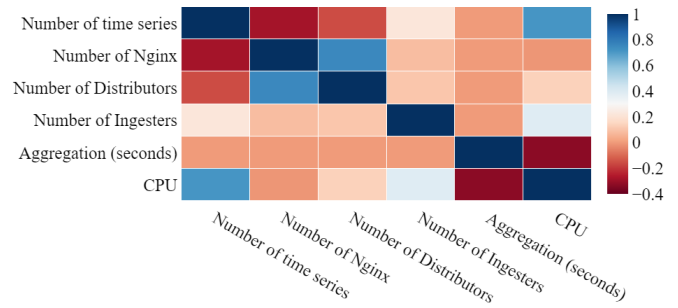 Number of time series
Number of Nginx
Number of Distributors
Number of Ingesters
Aggregation (seconds)
CPU
1
0.8
0.6
0.4
0.2
0
−0.2
−0.4
Number of time series
Number of Nginx
Number of Distributors
Number of Ingesters
Aggregation (seconds)
CPU